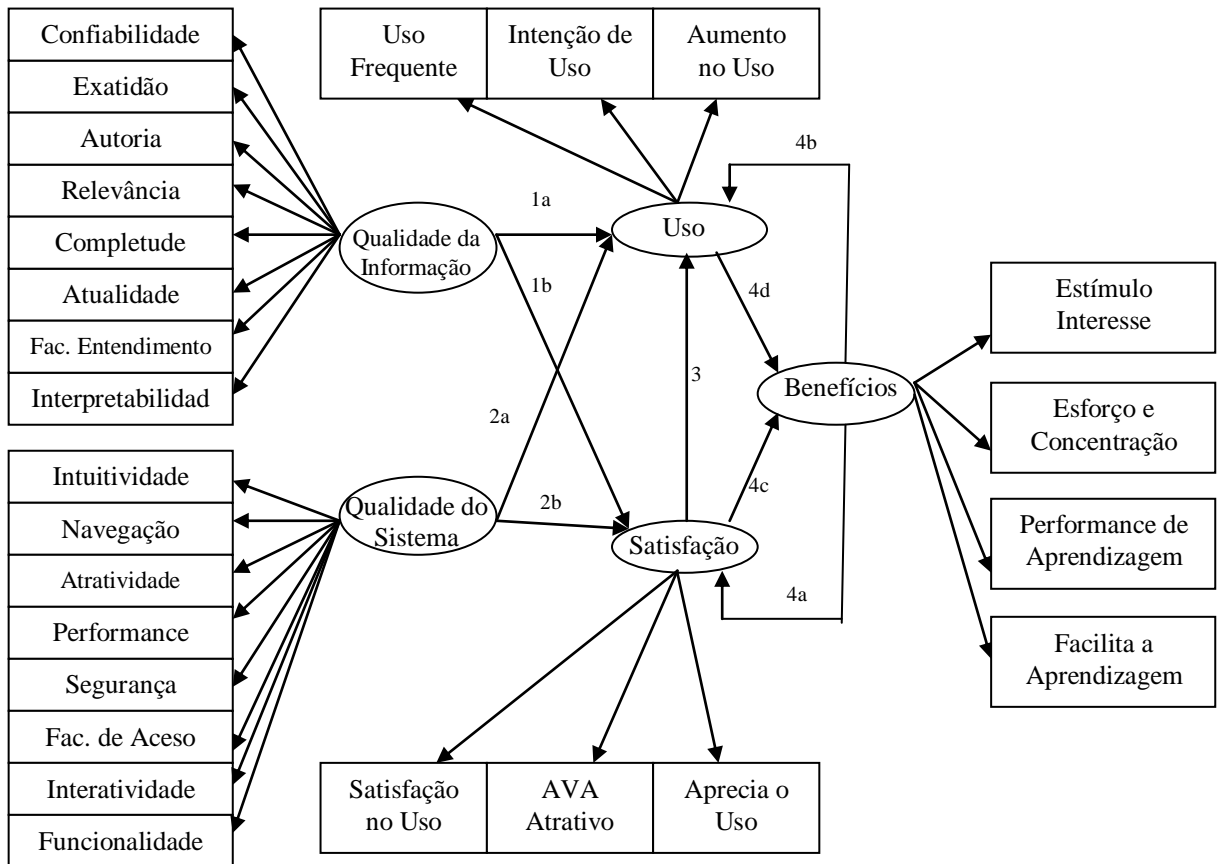 Confiabilidade
Exatidão
Autoria
Relevância
Completude
Atualidade
Fac. Entendimento
Interpretabilidad
Intuitividade
Navegação
Atratividade
Performance
Segurança
Fac. de Aceso
Interatividade
Funcionalidade
Uso
Frequente
Intenção de
Uso
Aumento
no Uso
4b
1a
Uso
Qualidade da
Informação
1b
4d
3
Benefícios
2a
4c
Qualidade do
Sistema
2b
Satisfação
4a
Estímulo
Interesse
Esforço e
Concentração
Performance de
Aprendizagem
Facilita a
Aprendizagem
Satisfação
no Uso
AVA
Atrativo
Aprecia o
Uso